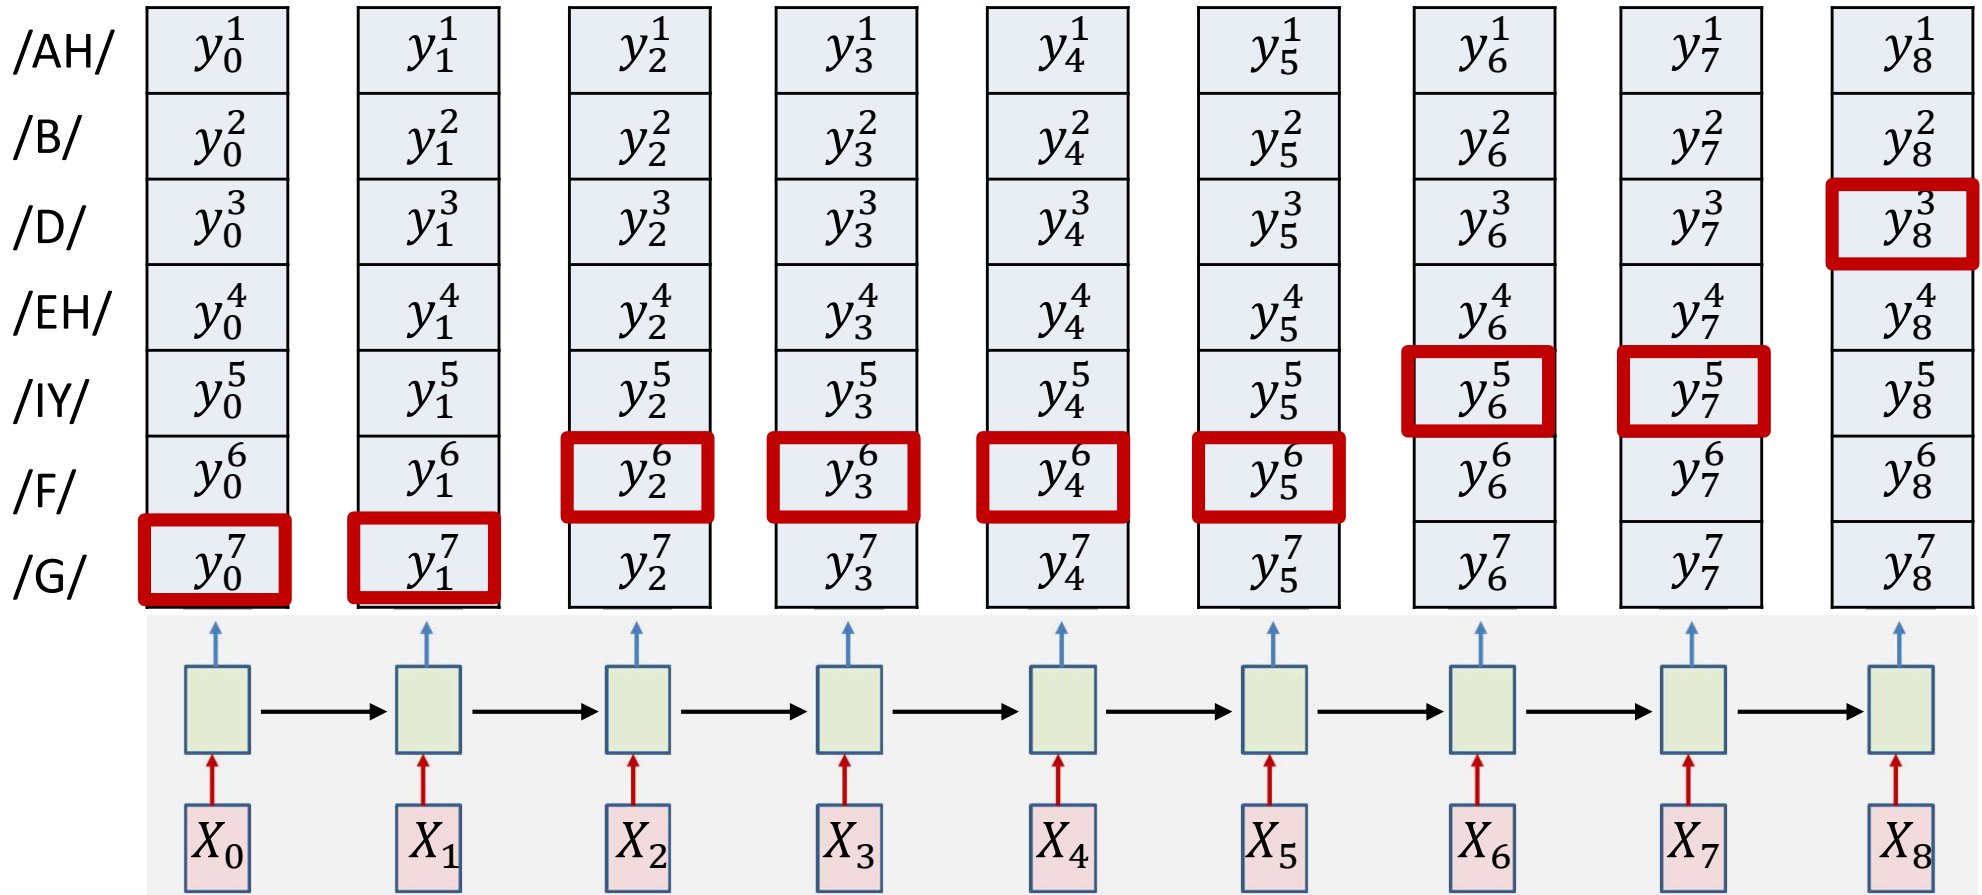 /AH/ y_0^1 y_1^1 y_2^1 y_3^1 y_4^1 y_5^1 y_6^1 y_7^1 y_8^1
/B/ y_0^2 y_1^2 y_2^2 y_3^2 y_4^2 y_5^2 y_6^2 y_7^2 y_8^2
/D/ y_0^3 y_1^3 y_2^3 y_3^3 y_4^3 y_5^3 y_6^3 y_7^3 y_8^3
/EH/ y_0^4 y_1^4 y_2^4 y_3^4 y_4^4 y_5^4 y_6^4 y_7^4 y_8^4
/IY/ y_0^5 y_1^5 y_2^5 y_3^5 y_4^5 y_5^5 y_6^5 y_7^5 y_8^5
/F/ y_0^6 y_1^6 y_2^6 y_3^6 y_4^6 y_5^6 y_6^6 y_7^6 y_8^6
/G/ y_0^7 y_1^7 y_2^7 y_3^7 y_4^7 y_5^7 y_6^7 y_7^7 y_8^7
X_0 X_1 X_2 X_3 X_4 X_5 X_6 X_7 X_8